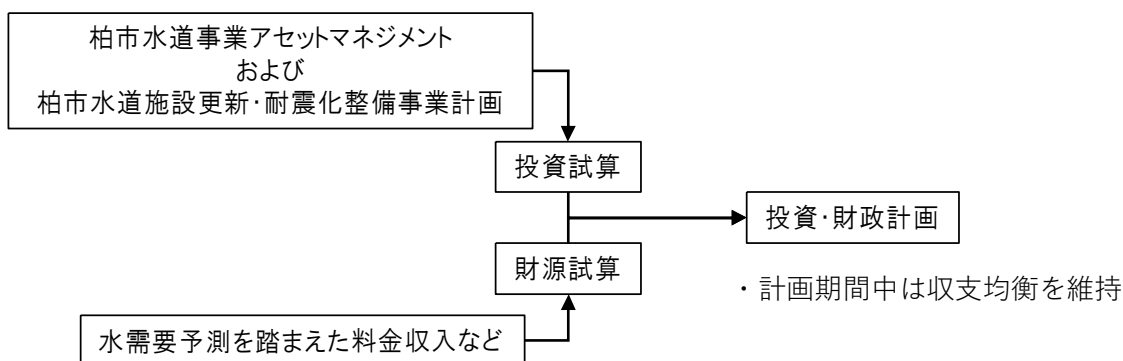 柏市水道事業アセットマネジメント
および
柏市水道施設更新・耐震化整備事業計画
投資試算
投資・財政計画
財源試算
・計画期間中は収支均衡を維持
水需要予測を踏まえた料金収入など